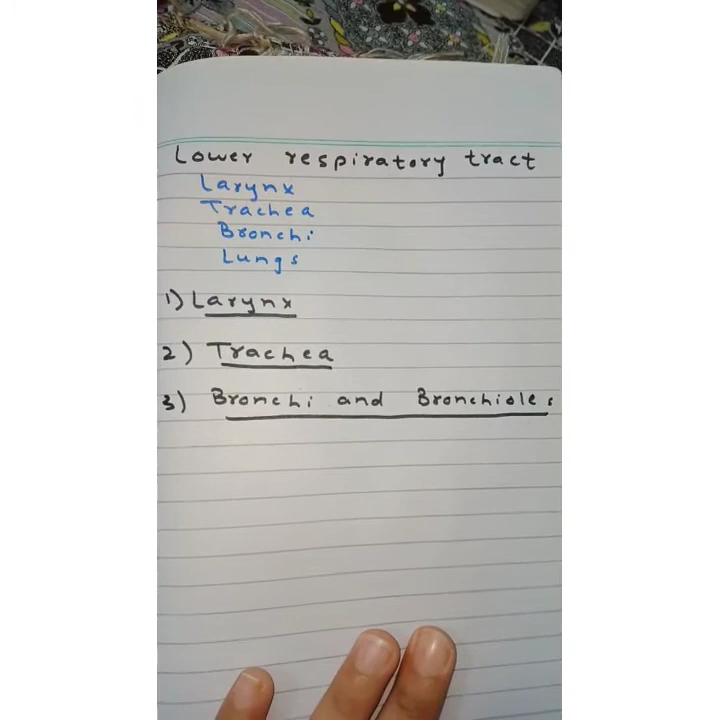 Lower respiratory tract
Larynx
Trachea
Bronchi
Lungs
1) Larynx
2) Trachea
3) Bronchi and Bronchioles